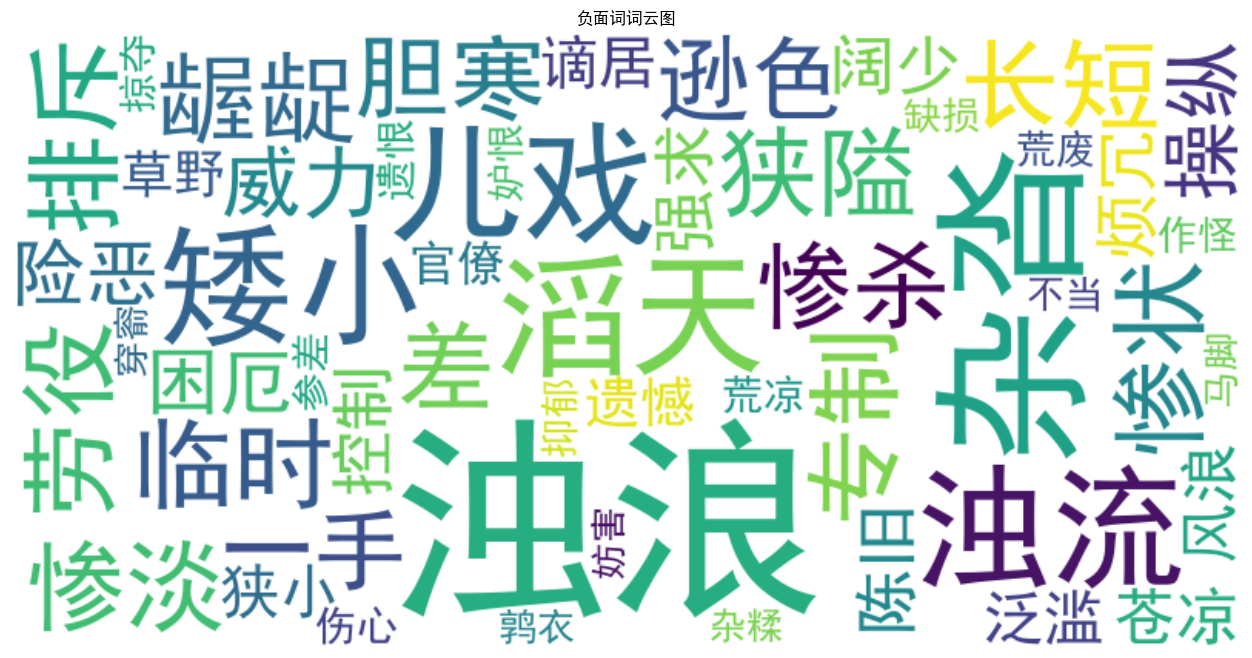 负面词词云图
排斥
掠夺
龌龊
胆寒
谪居
逊色
阔少
长短
操纵
缺损
草野
威力
遗恨
妒恨
儿戏
强求
狭隘
荒废
烦冗
杂沓
作怪
险恶
矮小
官僚
滔天
惨杀
不当
惨状
劳役
穿窬
困厄
参差
控制
差
抑郁
遗憾
荒凉
专制
马脚
临时
浊浪
浊流
风浪
惨淡
一手
妨害
陈旧
狭小
伤心
鹑衣
杂糅
泛滥
苍凉